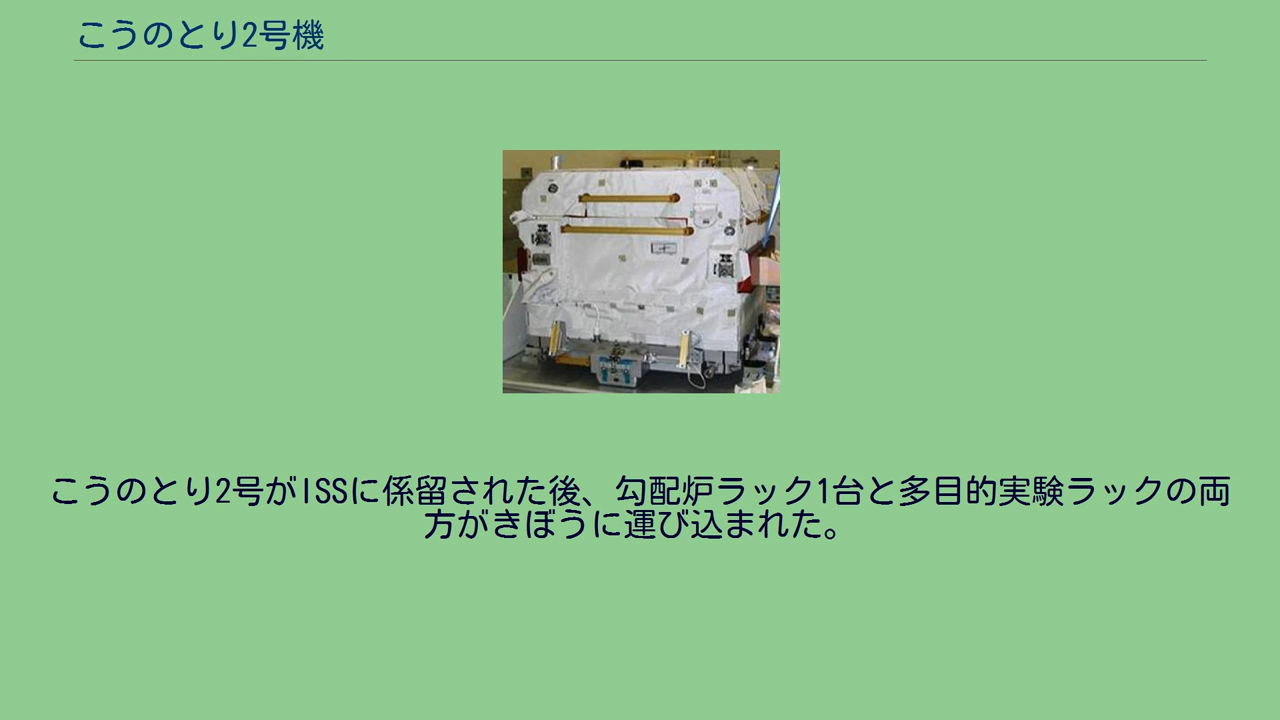 こうのとり2号機
こうのとり2号がISSに係留された後、勾配炉ラック1台と多目的実験ラックの両
方がきぼうに運び込まれた。